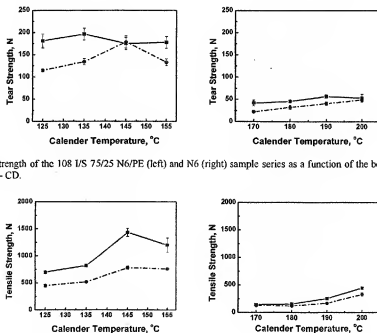 250
200
150
100
50
0
Tear Strength, N
125 130 135 140 145 150 155
Calender Temperature, °C
250
200
150
100
50
0
Tear Strength, N
170 180 190 200
Calender Temperature, °C
trength of the 108 I/S 75/25 N6/PE (left) and N6 (right) sample series as a function of the bo
- CD.
2000
1500
1000
500
0
Tensile Strength, N
125 130 135 140 145 150 155
Calender Temperature, °C
2000
1500
1000
500
0
Tensile Strength, N
170 180 190 200
Calender Temperature, °C